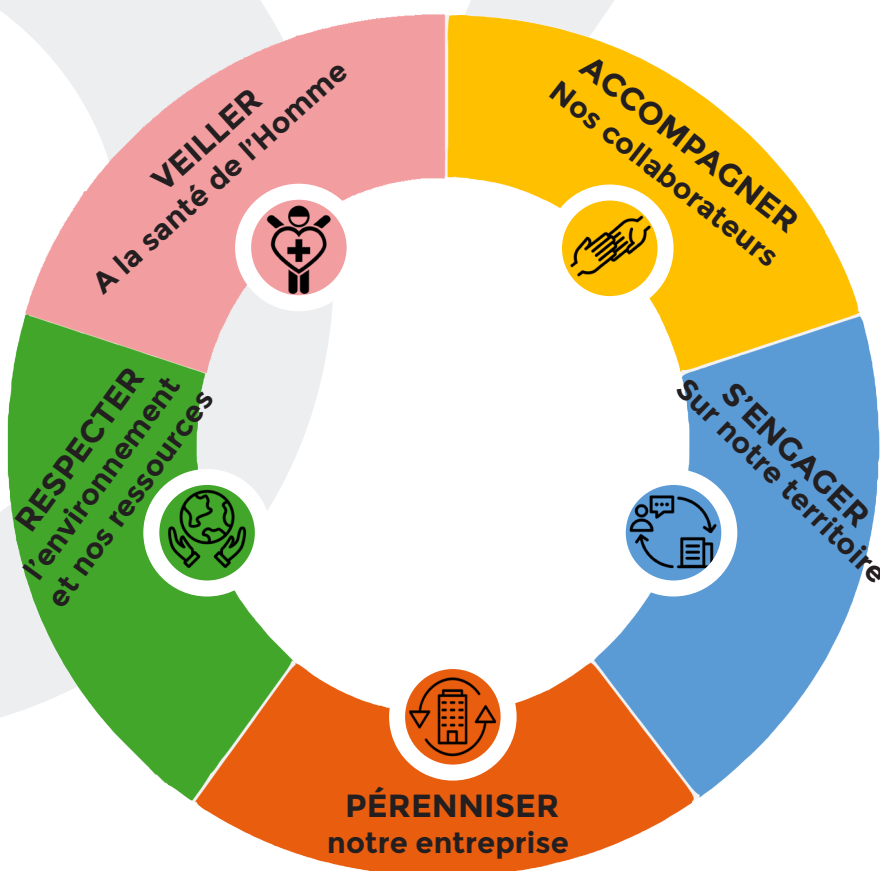 VEILLER
A la santé de l'Homme
ACCOMPAGNER
Nos collaborateurs
S'ENGAGER
Sur notre territoire
PÉRENNISER
notre entreprise
RESPECTER
l'environnement
et nos ressources